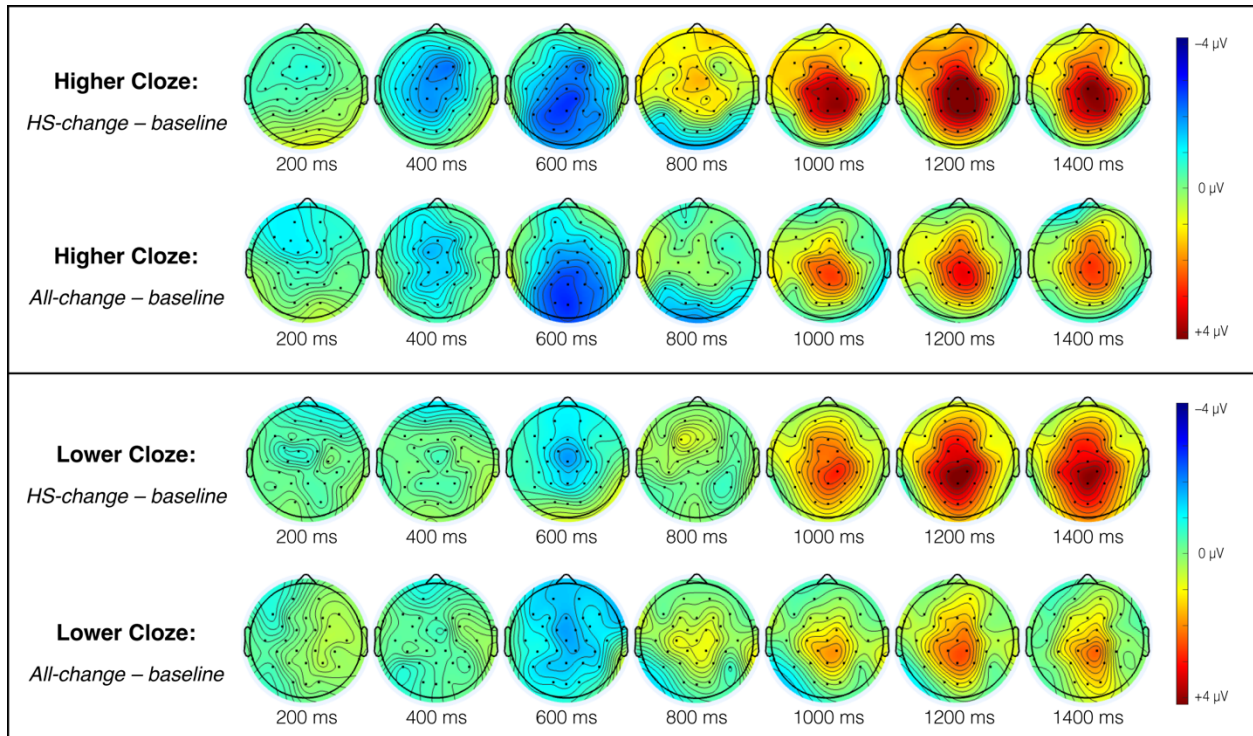 Higher Cloze:
HS-change – baseline
200 ms 400 ms 600 ms 800 ms 1000 ms 1200 ms 1400 ms
–4 µV
0 µV
+4 µV
Higher Cloze:
All-change – baseline
200 ms 400 ms 600 ms 800 ms 1000 ms 1200 ms 1400 ms
Lower Cloze:
HS-change – baseline
200 ms 400 ms 600 ms 800 ms 1000 ms 1200 ms 1400 ms
–4 µV
0 µV
+4 µV
Lower Cloze:
All-change – baseline
200 ms 400 ms 600 ms 800 ms 1000 ms 1200 ms 1400 ms